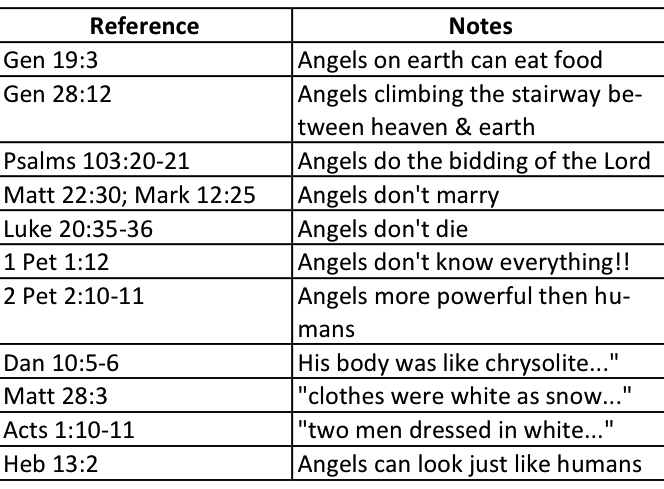 Reference Notes
Gen 19:3 Angels on earth can eat food
Gen 28:12 Angels climbing the stairway be-
tween heaven & earth
Psalms 103:20-21 Angels do the bidding of the Lord
Matt 22:30; Mark 12:25 Angels don't marry
Luke 20:35-36 Angels don't die
1 Pet 1:12 Angels don't know everything!!
2 Pet 2:10-11 Angels more powerful then hu-
mans
Dan 10:5-6 His body was like chrysolite..."
Matt 28:3 "clothes were white as snow..."
Acts 1:10-11 "two men dressed in white..."
Heb 13:2 Angels can look just like humans